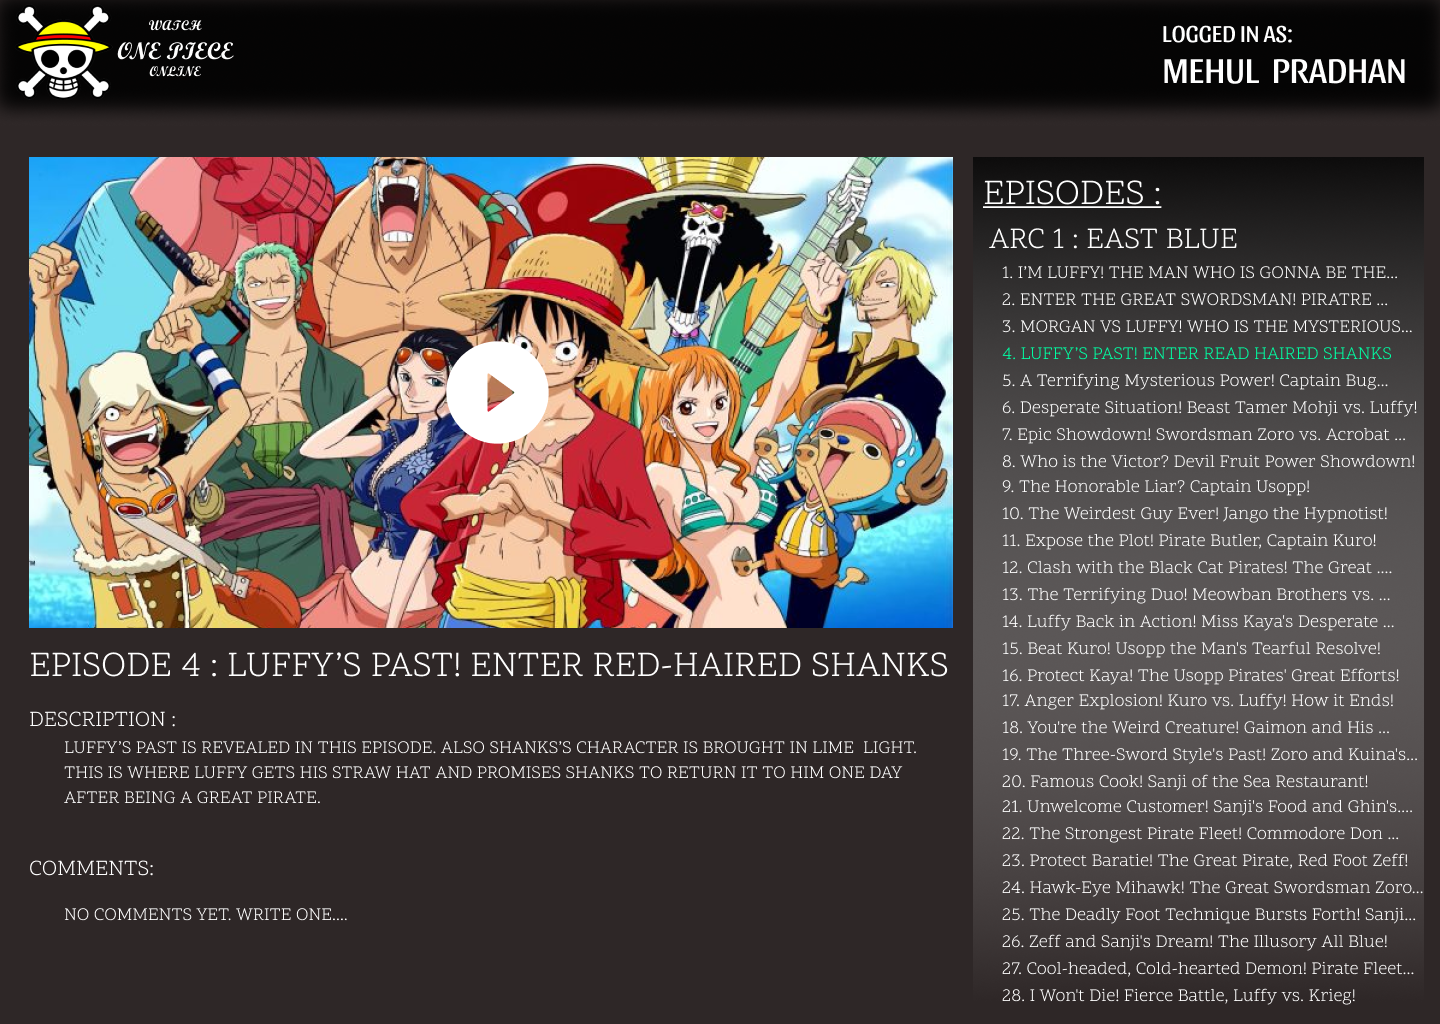 WATCH
ONE PIECE
ONLINE
LOGGED IN AS:
MEHUL PRADHAN
EPISODE 4 : LUFFY’S PAST! ENTER RED-HAIRED SHANKS
DESCRIPTION :
LUFFY’S PAST IS REVEALED IN THIS EPISODE. ALSO SHANKS’S CHARACTER IS BROUGHT IN LIME LIGHT.
THIS IS WHERE LUFFY GETS HIS STRAW HAT AND PROMISES SHANKS TO RETURN IT TO HIM ONE DAY
AFTER BEING A GREAT PIRATE.
COMMENTS:
NO COMMENTS YET. WRITE ONE....
EPISODES :
ARC 1 : EAST BLUE
1. I’M LUFFY! THE MAN WHO IS GONNA BE THE...
2. ENTER THE GREAT SWORDSMAN! PIRATRE ...
3. MORGAN VS LUFFY! WHO IS THE MYSTERIOUS...
4. LUFFY’S PAST! ENTER READ HAIRED SHANKS
5. A Terrifying Mysterious Power! Captain Bug...
6. Desperate Situation! Beast Tamer Mohji vs. Luffy!
7. Epic Showdown! Swordsman Zoro vs. Acrobat ...
8. Who is the Victor? Devil Fruit Power Showdown!
9. The Honorable Liar? Captain Usopp!
10. The Weirdest Guy Ever! Jango the Hypnotist!
11. Expose the Plot! Pirate Butler, Captain Kuro!
12. Clash with the Black Cat Pirates! The Great ....
13. The Terrifying Duo! Meowban Brothers vs. ...
14. Luffy Back in Action! Miss Kaya's Desperate ...
15. Beat Kuro! Usopp the Man's Tearful Resolve!
16. Protect Kaya! The Usopp Pirates' Great Efforts!
17. Anger Explosion! Kuro vs. Luffy! How it Ends!
18. You're the Weird Creature! Gaimon and His ...
19. The Three-Sword Style's Past! Zoro and Kuina's...
20. Famous Cook! Sanji of the Sea Restaurant!
21. Unwelcome Customer! Sanji's Food and Ghin's....
22. The Strongest Pirate Fleet! Commodore Don ...
23. Protect Baratie! The Great Pirate, Red Foot Zeff!
24. Hawk-Eye Mihawk! The Great Swordsman Zoro...
25. The Deadly Foot Technique Bursts Forth! Sanji...
26. Zeff and Sanji's Dream! The Illusory All Blue!
27. Cool-headed, Cold-hearted Demon! Pirate Fleet...
28. I Won't Die! Fierce Battle, Luffy vs. Krieg!